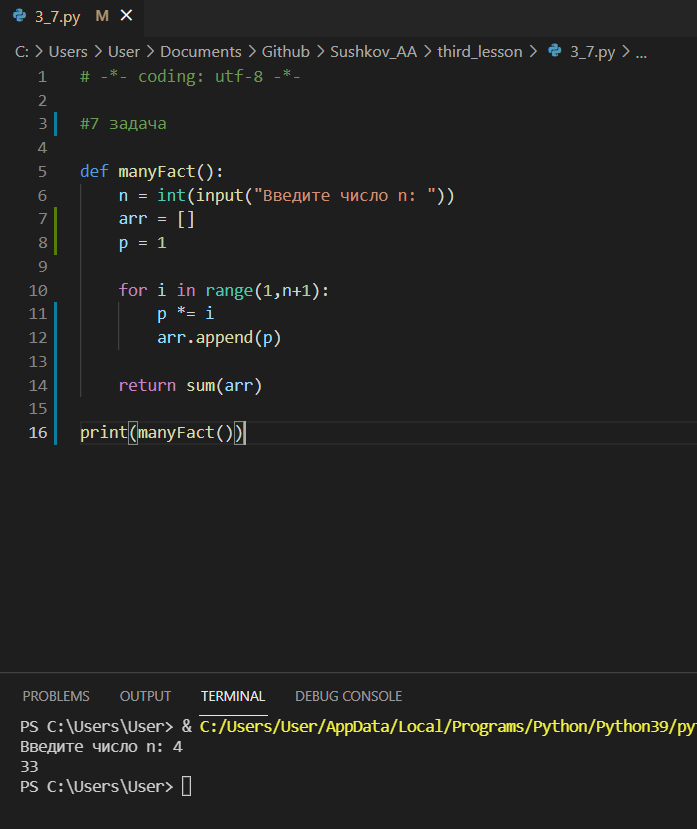 3_7.py M ×
C: > Users > User > Documents > Github > Sushkov_AA > third_lesson > 3_7.py > ...
1 # -*- coding: utf-8 -*-
2
3 #7 задача
4
5 def manyFact():
6 n = int(input("Введите число n: "))
7 arr = []
8 p = 1
9
10 for i in range(1,n+1):
11 p *= i
12 arr.append(p)
13
14 return sum(arr)
15
16 print(manyFact())
PROBLEMS OUTPUT TERMINAL DEBUG CONSOLE
PS C:\Users\User> & C:/Users/User/AppData/Local/Programs/Python/Python39/py
Введите число n: 4
33
PS C:\Users\User>